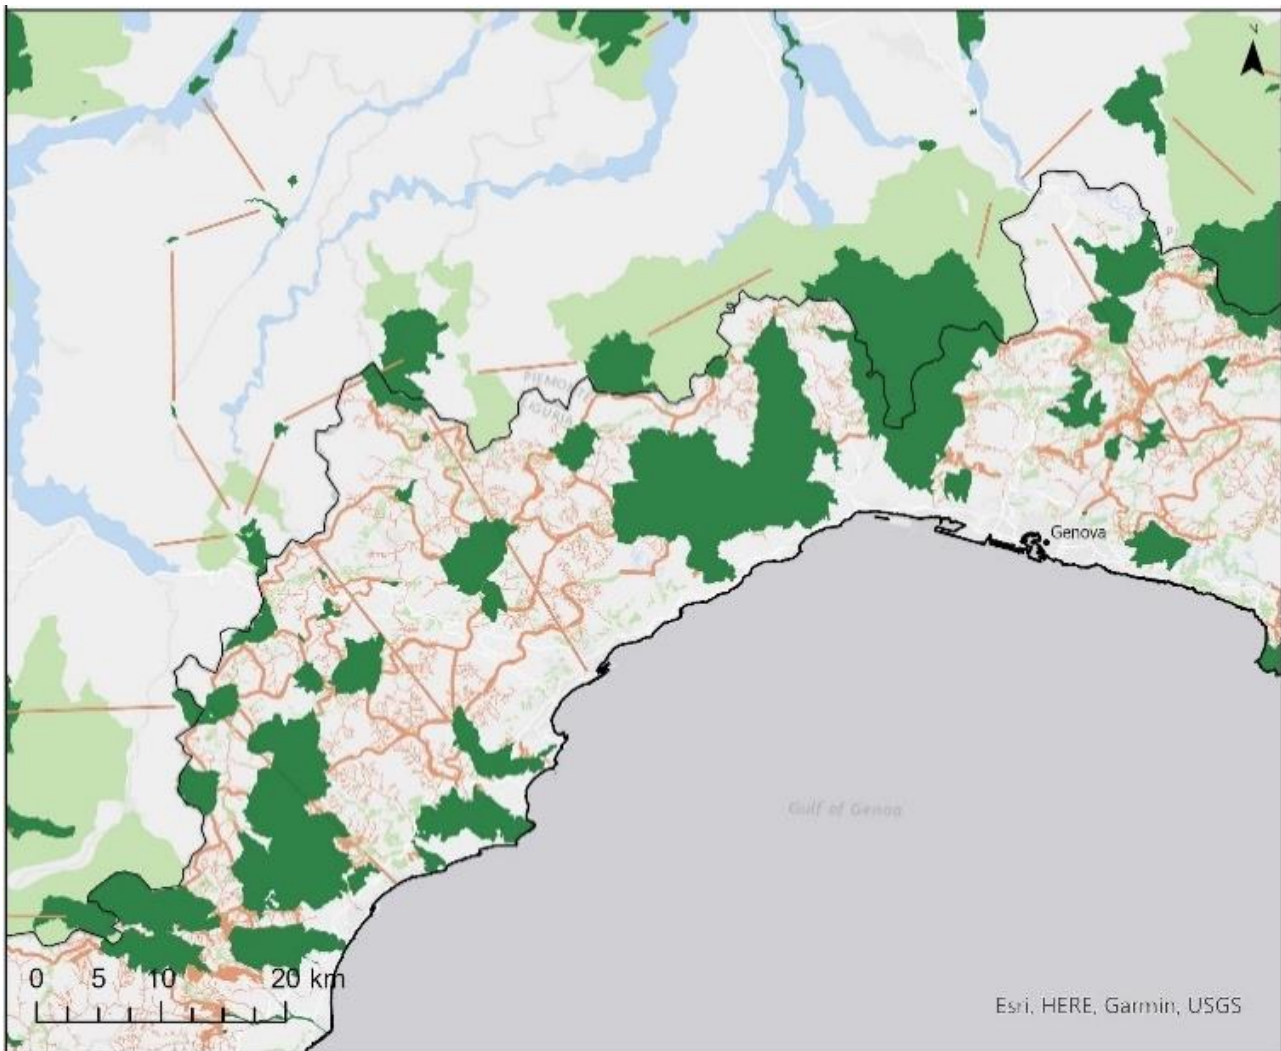 N
PIEMONTE
LIGURIA
Genova
Gulf of Genoa
0 5 10 20 km
Esri, HERE, Garmin, USGS